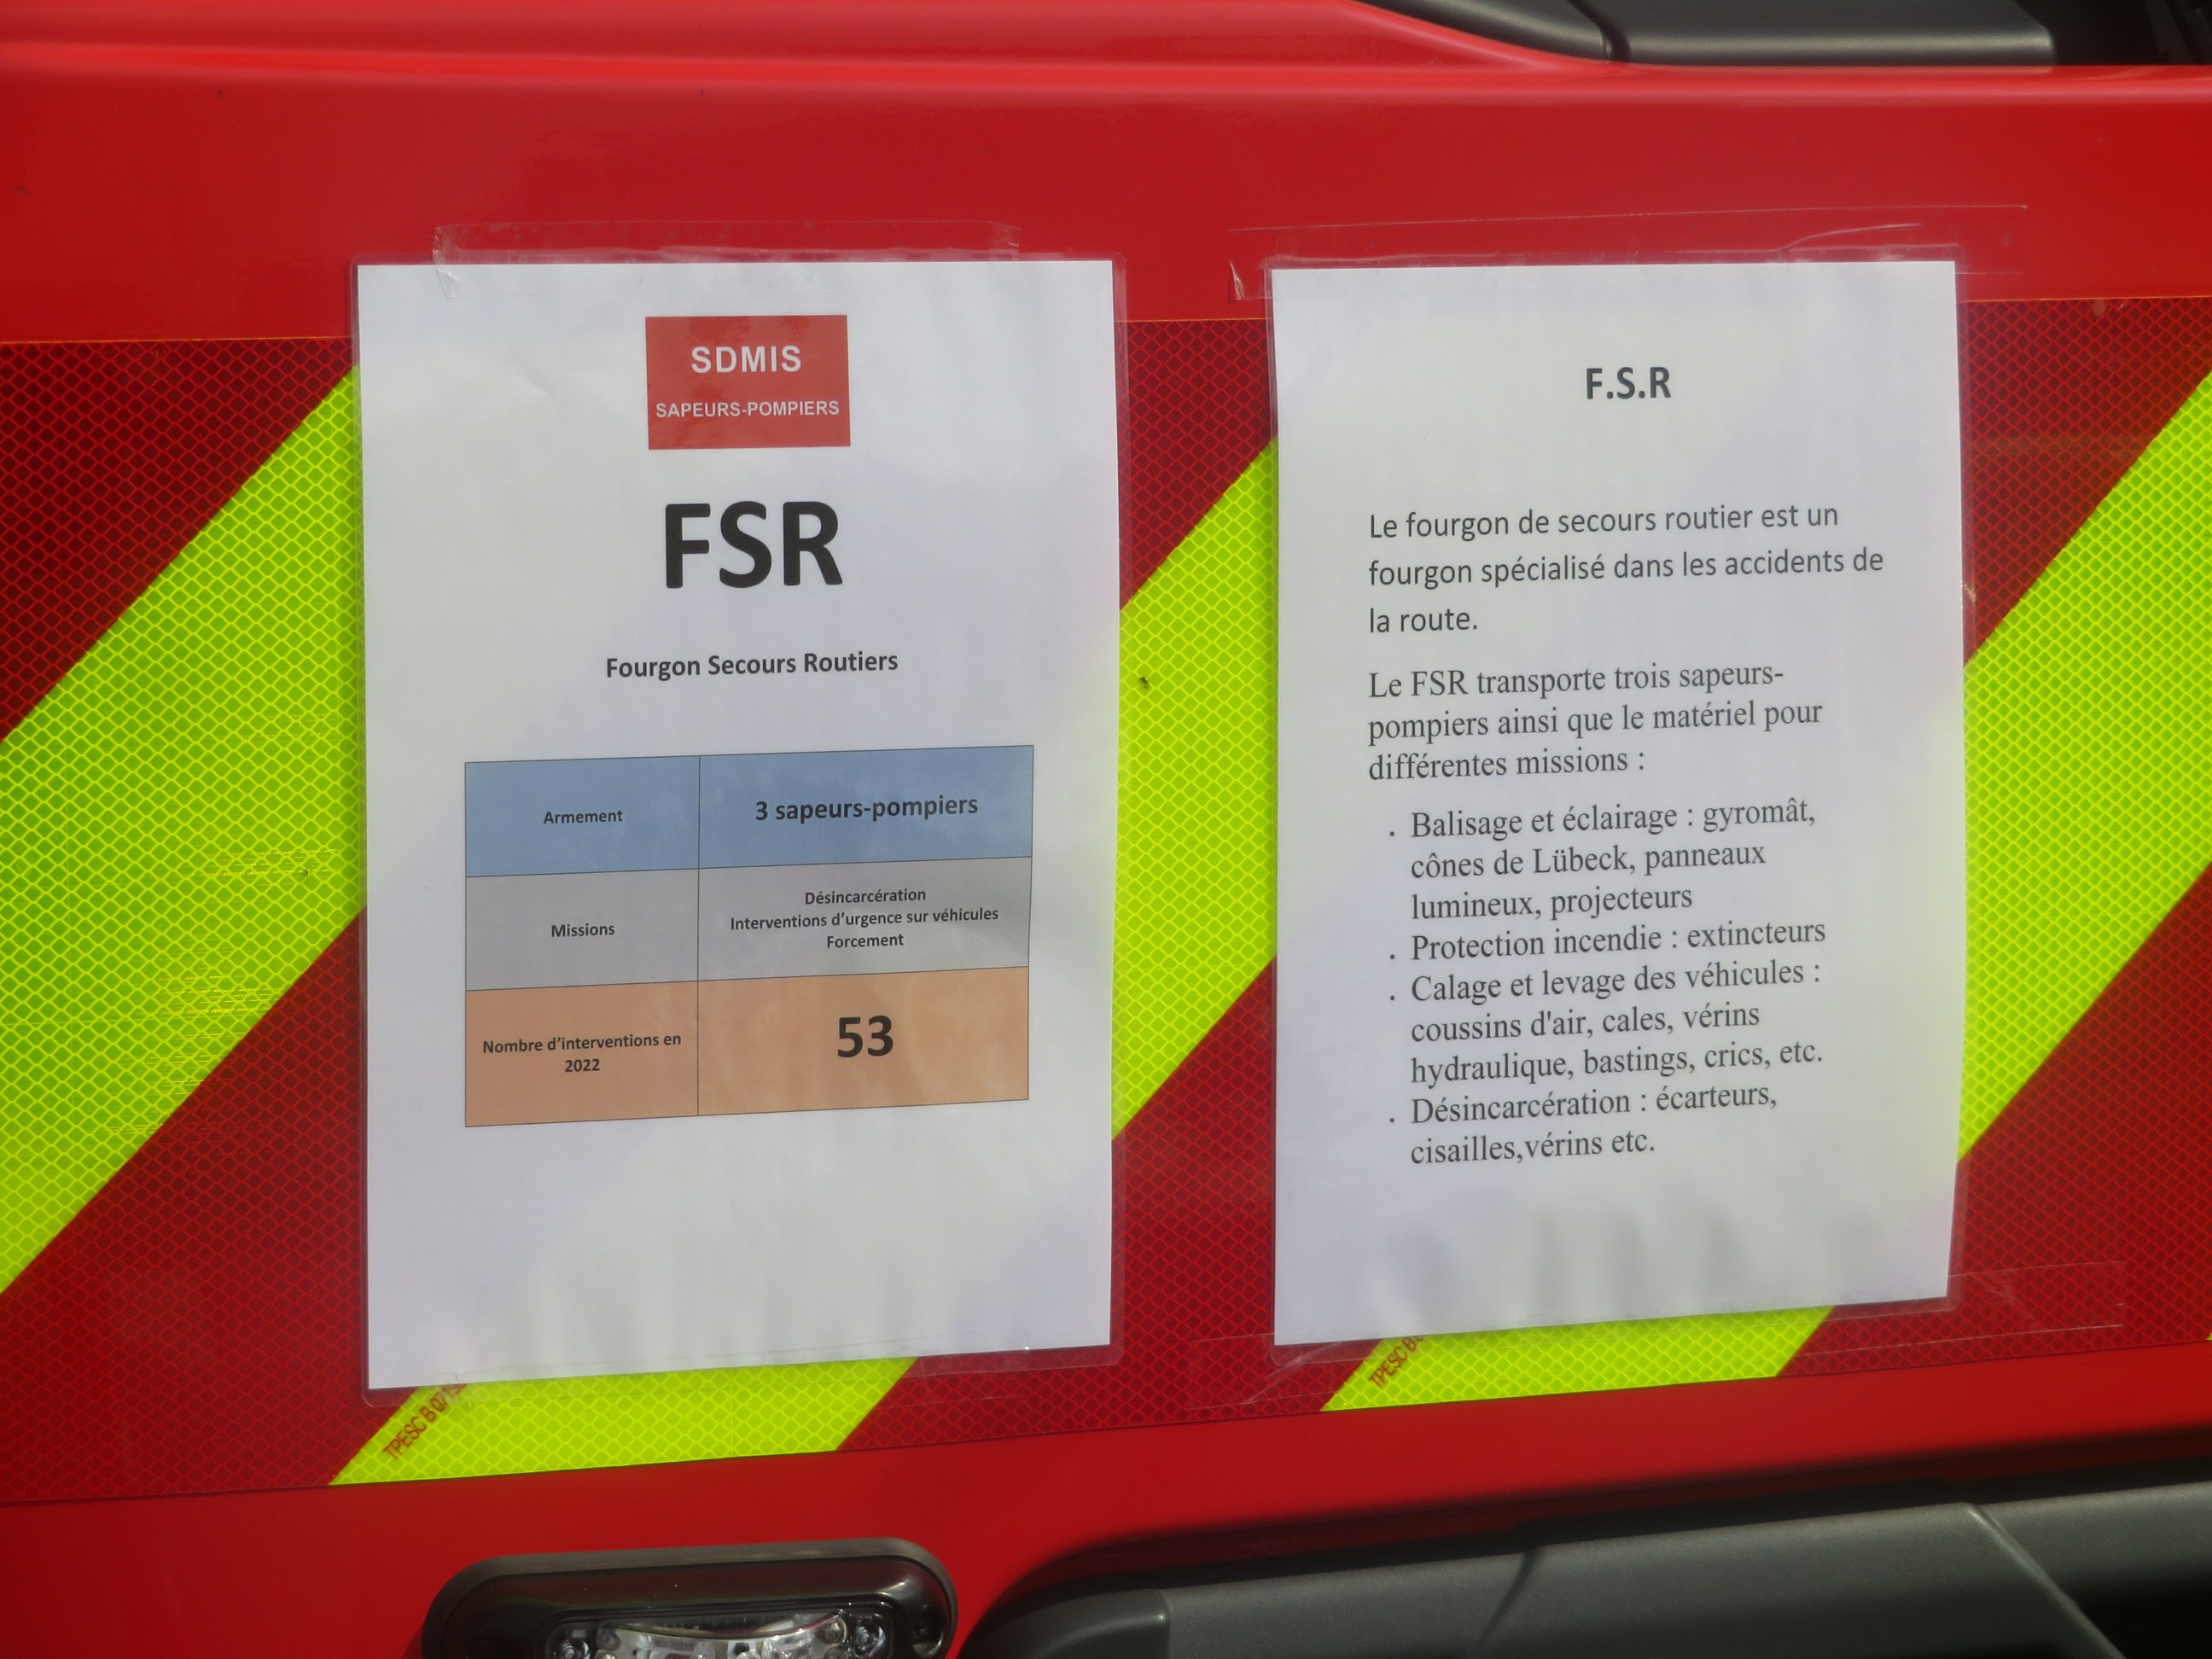 SDMIS
SAPEURS-POMPIERS
FSR
Fourgon Secours Routiers
Armement
3 sapeurs-pompiers
Missions
Désincarcération
Interventions d'urgence sur véhicules
Forcement
Nombre d'interventions en
2022
53
F.S.R
Le fourgon de secours routier est un
fourgon spécialisé dans les accidents de
la route.
Le FSR transporte trois sapeurs-
pompiers ainsi que le matériel pour
différentes missions :
. Balisage et éclairage : gyromât,
cônes de Lübeck, panneaux
lumineux, projecteurs
. Protection incendie : extincteurs
. Calage et levage des véhicules :
coussins d'air, cales, vérins
hydraulique, bastings, crics, etc.
. Désincarcération : écarteurs,
cisailles,vérins etc.
TPESC B
TPESC B